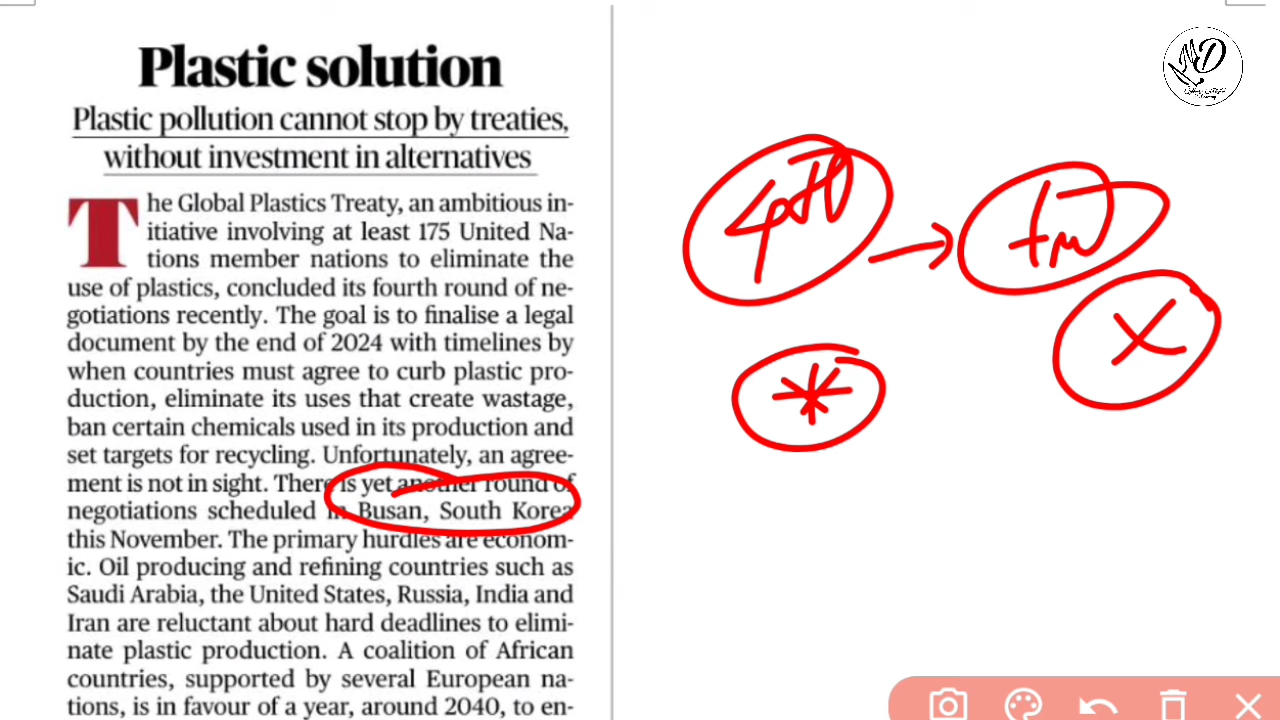 Plastic solution
Plastic pollution cannot stop by treaties,
without investment in alternatives
The Global Plastics Treaty, an ambitious in-
itiative involving at least 175 United Na-
tions member nations to eliminate the
use of plastics, concluded its fourth round of ne-
gotiations recently. The goal is to finalise a legal
document by the end of 2024 with timelines by
when countries must agree to curb plastic pro-
duction, eliminate its uses that create wastage,
ban certain chemicals used in its production and
set targets for recycling. Unfortunately, an agree-
ment is not in sight. There is yet another round of
negotiations scheduled in Busan, South Korea
this November. The primary hurdles are econom-
ic. Oil producing and refining countries such as
Saudi Arabia, the United States, Russia, India and
Iran are reluctant about hard deadlines to elimi-
nate plastic production. A coalition of African
countries, supported by several European na-
tions, is in favour of a year, around 2040, to en-
4th
MD